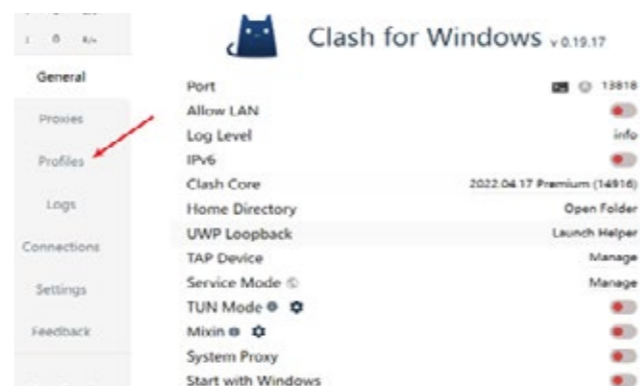 Clash for Windows v 0.19.17
General
Proxies
Profiles
Logs
Connections
Settings
Feedback
Port 13818
Allow LAN
Log Level info
IPv6
Clash Core 2022.04.17 Premium (14916)
Home Directory Open Folder
UWP Loopback Launch Helper
TAP Device Manage
Service Mode Manage
TUN Mode
Mixin
System Proxy
Start with Windows